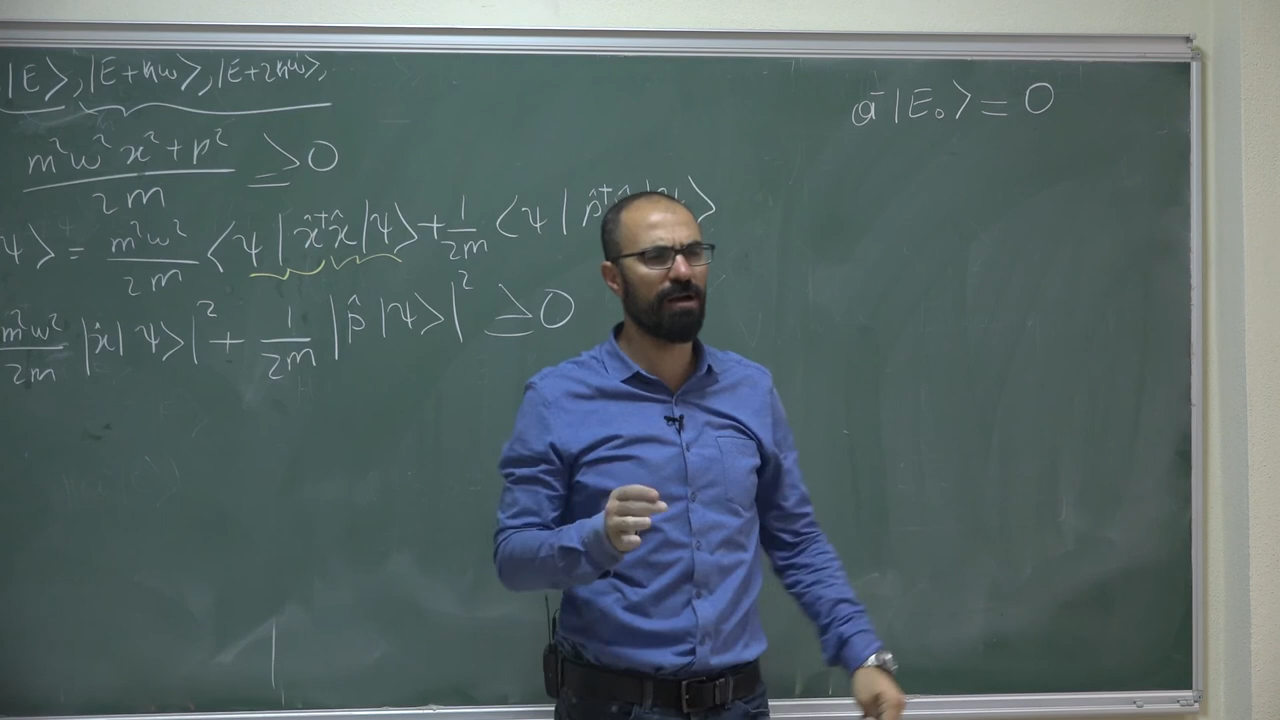 |E⟩, |E+ℏω⟩, |E+2ℏω⟩,
m²ω²x²+p² / 2m ≥ 0
ψ⟩ = m²ω²/2m ⟨ψ|x̂†x̂|ψ⟩ + 1/2m ⟨ψ|p̂†
m²ω²/2m |x̂|ψ⟩|² + 1/2m |p̂|ψ⟩|² ≥ 0
â⁻|E₀⟩ = 0